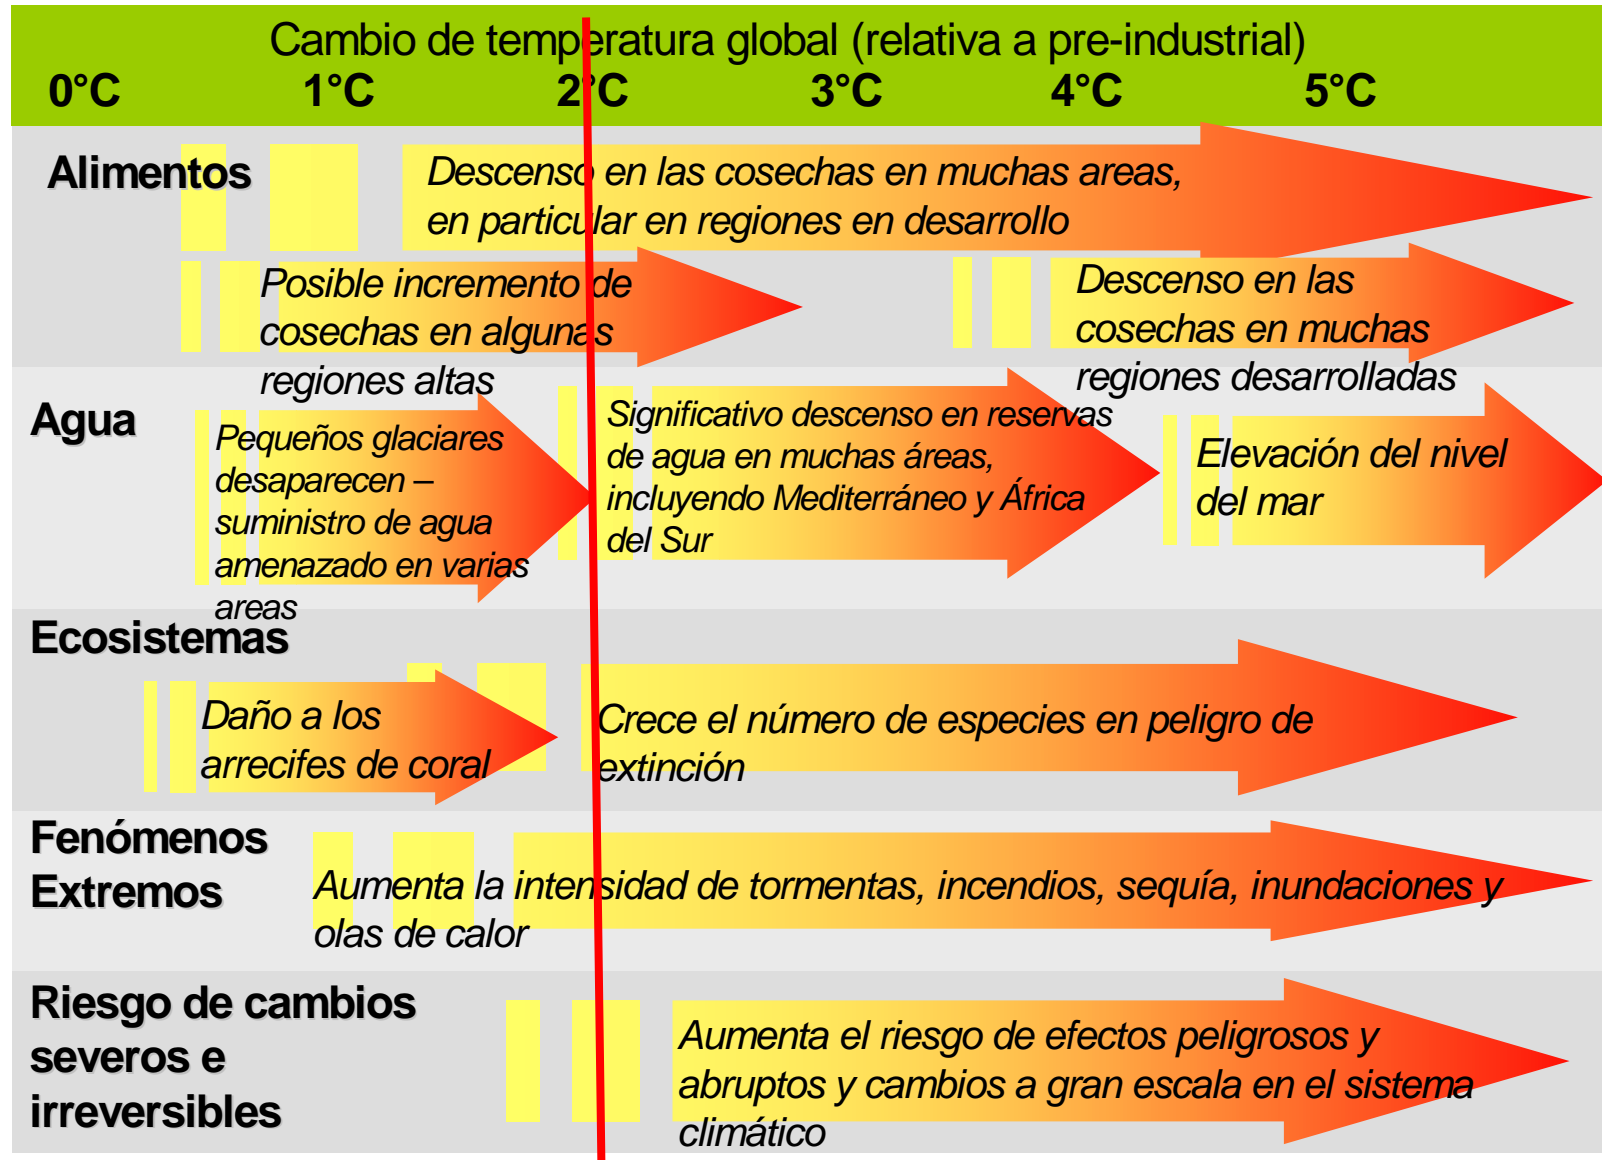 Cambio de temperatura global (relativa a pre-industrial)
0°C 1°C 2°C 3°C 4°C 5°C
Alimentos
Descenso en las cosechas en muchas areas,
en particular en regiones en desarrollo
Posible incremento de
cosechas en algunas
regiones altas
Descenso en las
cosechas en muchas
regiones desarrolladas
Agua
Pequeños glaciares
desaparecen –
suministro de agua
amenazado en varias
areas
Significativo descenso en reservas
de agua en muchas áreas,
incluyendo Mediterráneo y África
del Sur
Elevación del nivel
del mar
Ecosistemas
Daño a los
arrecifes de coral
Crece el número de especies en peligro de
extinción
Fenómenos
Extremos
Aumenta la intensidad de tormentas, incendios, sequía, inundaciones y
olas de calor
Riesgo de cambios
severos e
irreversibles
Aumenta el riesgo de efectos peligrosos y
abruptos y cambios a gran escala en el sistema
climático